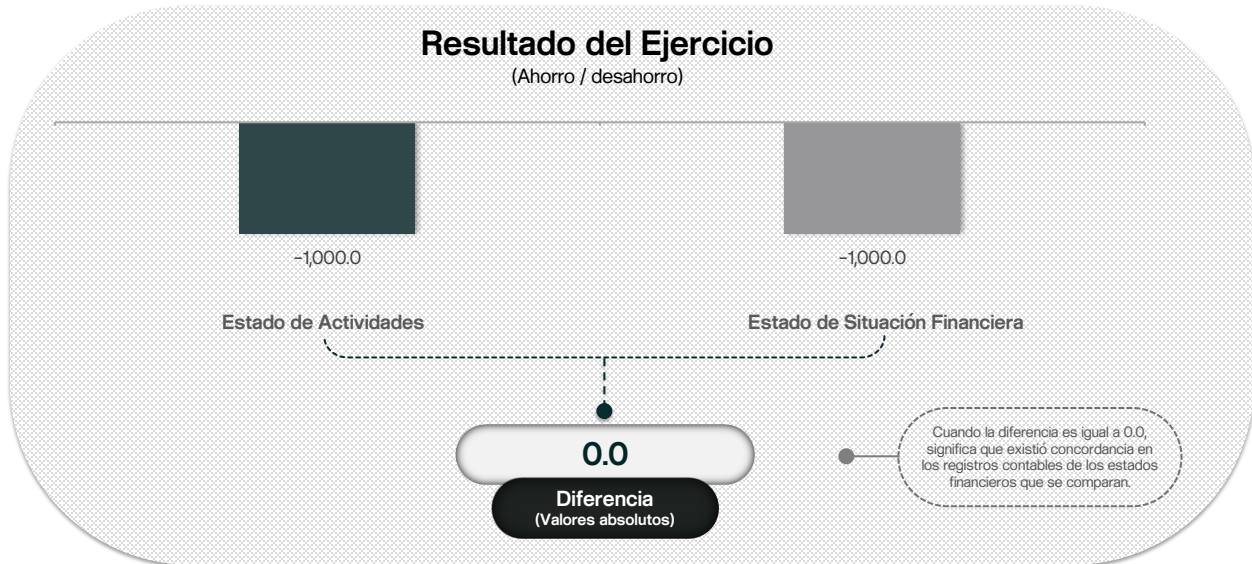 Resultado del Ejercicio
(Ahorro / desahorro)
-1,000.0
-1,000.0
Estado de Actividades
Estado de Situación Financiera
0.0
Diferencia
(Valores absolutos)
Cuando la diferencia es igual a 0.0,
significa que existió concordancia en
los registros contables de los estados
financieros que se comparan.